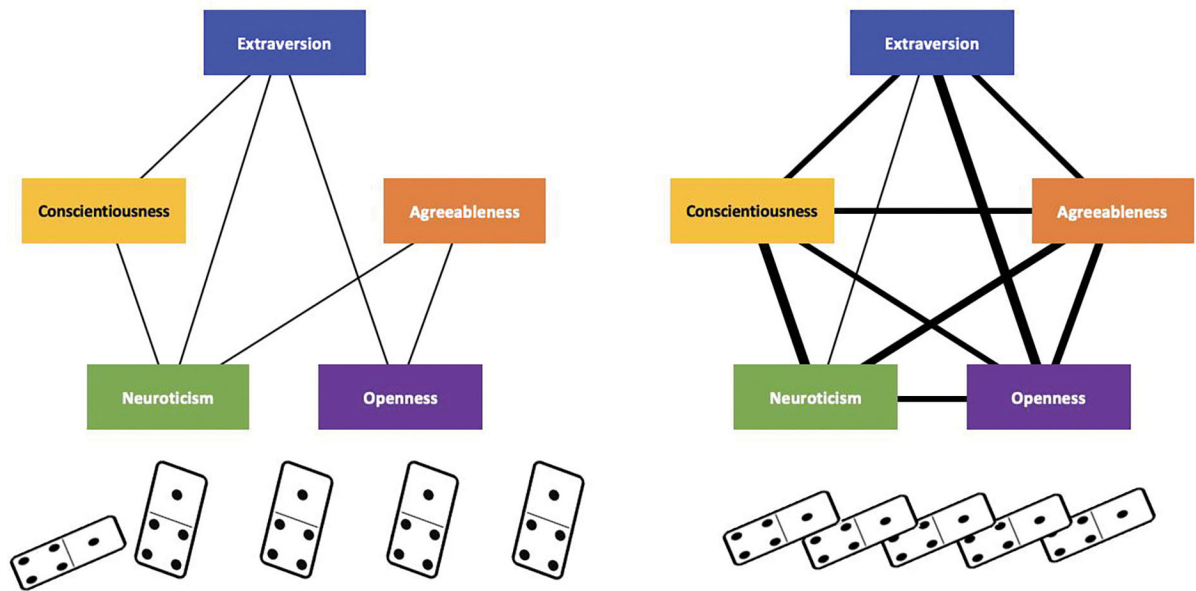 Extraversion
Conscientiousness
Agreeableness
Neuroticism
Openness
Extraversion
Conscientiousness
Agreeableness
Neuroticism
Openness